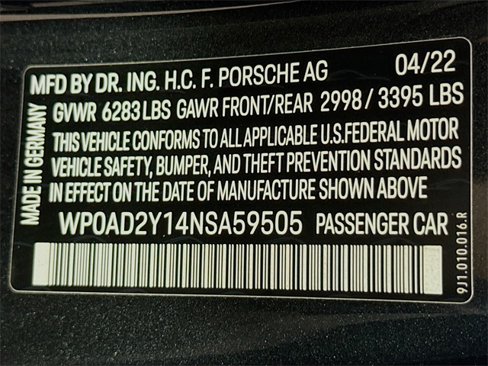 MFD BY DR. ING. H.C. F. PORSCHE AG 04/22
GVWR 6283 LBS GAWR FRONT/REAR 2998 / 3395 LBS
THIS VEHICLE CONFORMS TO ALL APPLICABLE U.S. FEDERAL MOTOR
VEHICLE SAFETY, BUMPER, AND THEFT PREVENTION STANDARDS
IN EFFECT ON THE DATE OF MANUFACTURE SHOWN ABOVE
WP0AD2Y14NSA59505 PASSENGER CAR
MADE IN GERMANY
9J1.010.016.R